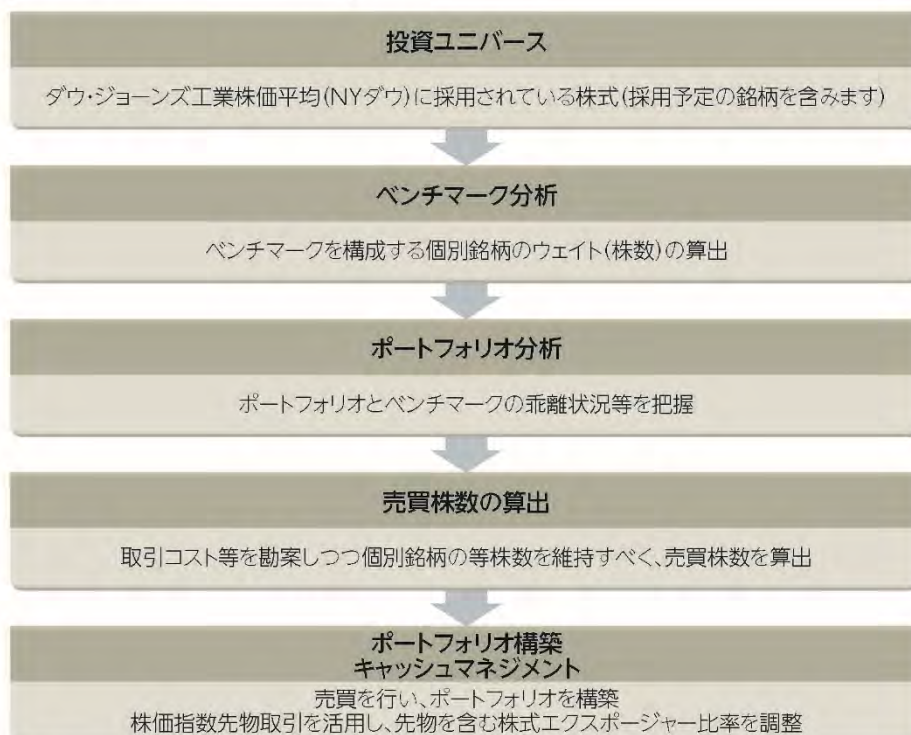 投資ユニバース
ダウ・ジョーンズ工業株価平均(NYダウ)に採用されている株式(採用予定の銘柄を含みます)
ベンチマーク分析
ベンチマークを構成する個別銘柄のウェイト(株数)の算出
ポートフォリオ分析
ポートフォリオとベンチマークの乖離状況等を把握
売買株数の算出
取引コスト等を勘案しつつ個別銘柄の等株数を維持すべく、売買株数を算出
ポートフォリオ構築
キャッシュマネジメント
売買を行い、ポートフォリオを構築
株価指数先物取引を活用し、先物を含む株式エクスポージャー比率を調整